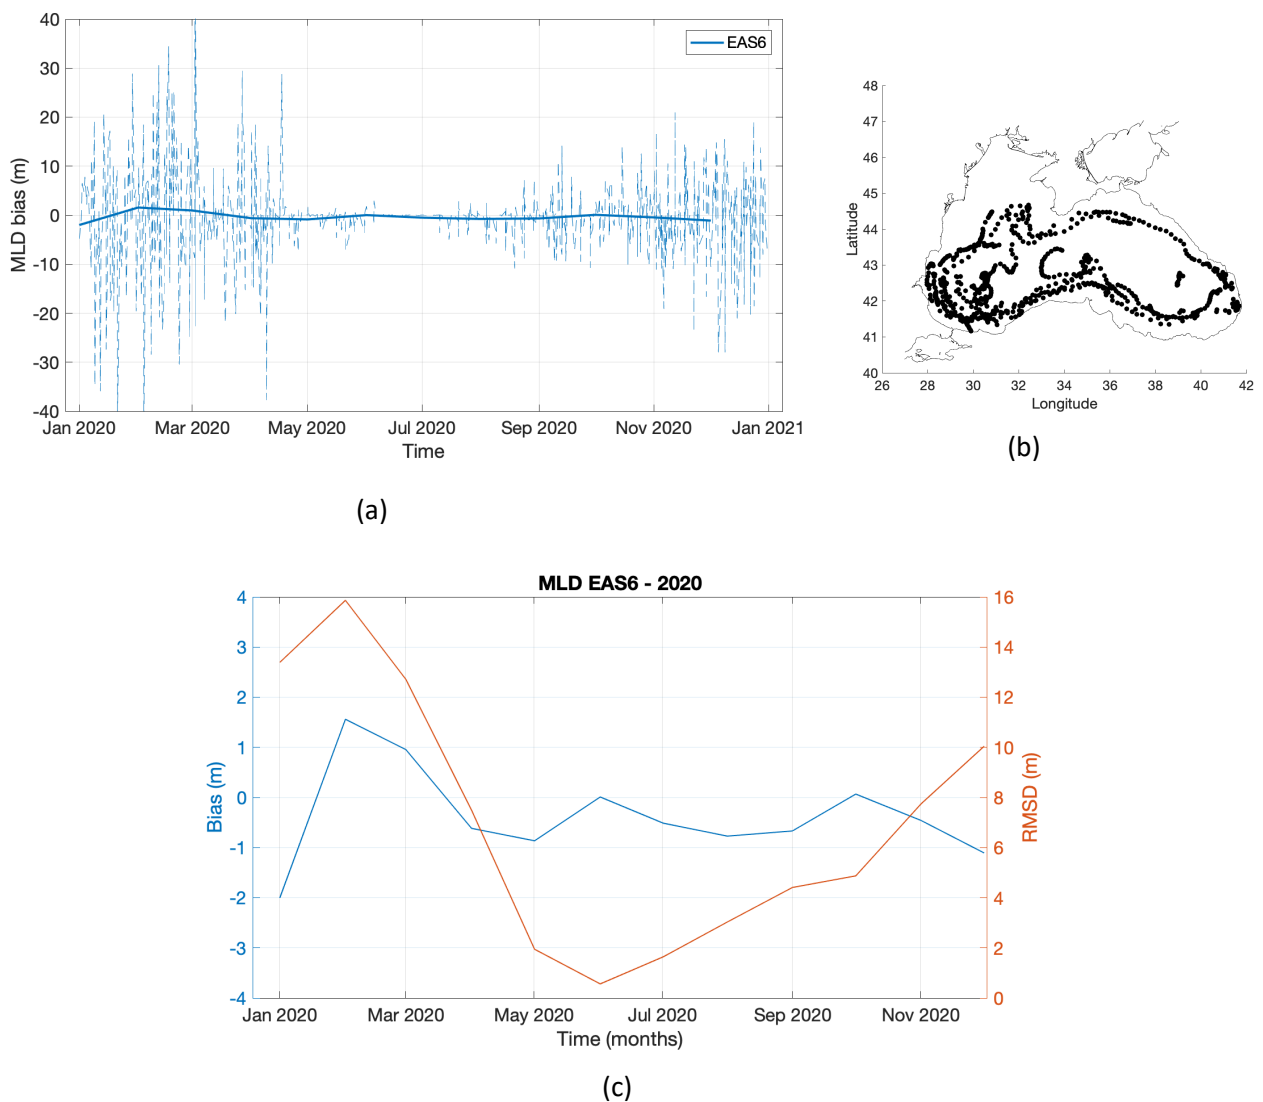 40
30
20
10
0
-10
-20
-30
-40
MLD bias (m)
EAS6
Jan 2020 Mar 2020 May 2020 Jul 2020 Sep 2020 Nov 2020 Jan 2021
Time
(a)
48
47
46
45
44
43
42
41
40
Latitude
26 28 30 32 34 36 38 40 42
Longitude
(b)
MLD EAS6 - 2020
4
3
2
1
0
-1
-2
-3
-4
Bias (m)
16
14
12
10
8
6
4
2
0
RMSD (m)
Jan 2020 Mar 2020 May 2020 Jul 2020 Sep 2020 Nov 2020
Time (months)
(c)